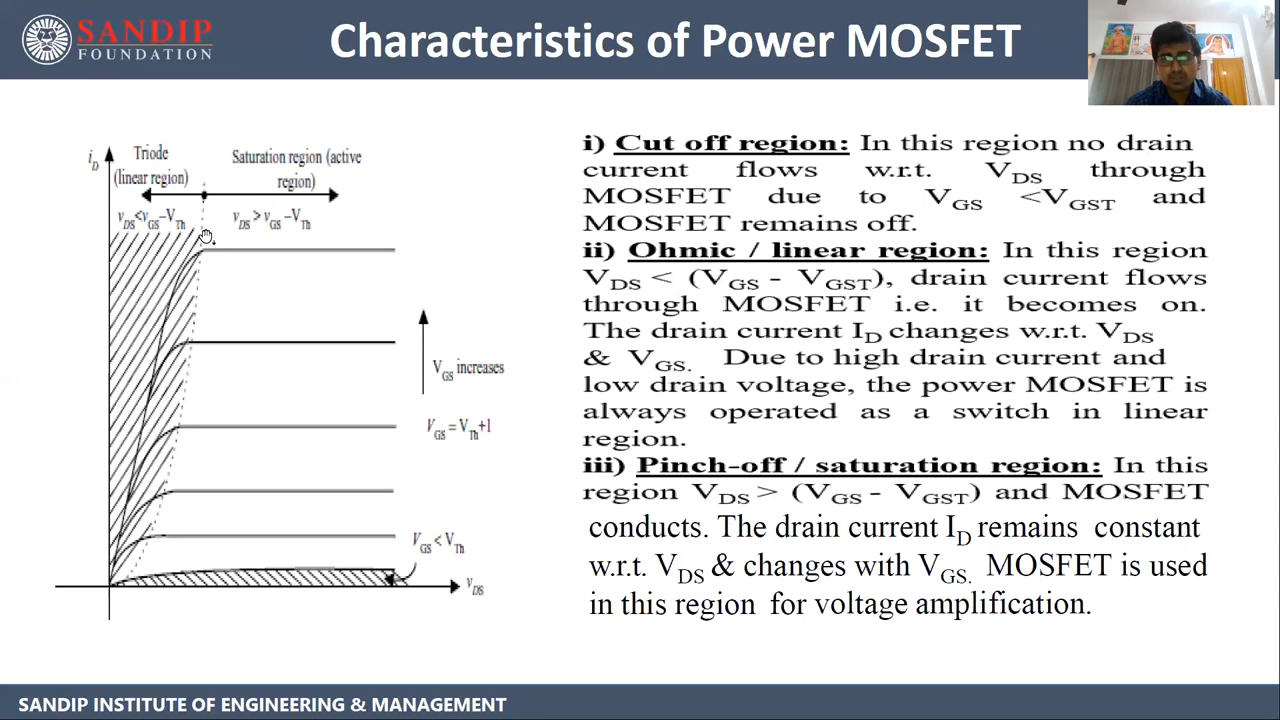 SANDIP
FOUNDATION
Characteristics of Power MOSFET
i_D
Triode
(linear region)
Saturation region (active
region)
v_DS<v_GS–V_Th
v_DS > v_GS –V_Th
V_GS increases
V_GS = V_Th+1
V_GS < V_Th
v_DS
i) Cut off region: In this region no drain
current flows w.r.t. V_DS through
MOSFET due to V_GS <V_GST and
MOSFET remains off.
ii) Ohmic / linear region: In this region
V_DS < (V_GS - V_GST), drain current flows
through MOSFET i.e. it becomes on.
The drain current I_D changes w.r.t. V_DS
& V_GS. Due to high drain current and
low drain voltage, the power MOSFET is
always operated as a switch in linear
region.
iii) Pinch-off / saturation region: In this
region V_DS > (V_GS - V_GST) and MOSFET
conducts. The drain current I_D remains constant
w.r.t. V_DS & changes with V_GS. MOSFET is used
in this region for voltage amplification.
SANDIP INSTITUTE OF ENGINEERING & MANAGEMENT